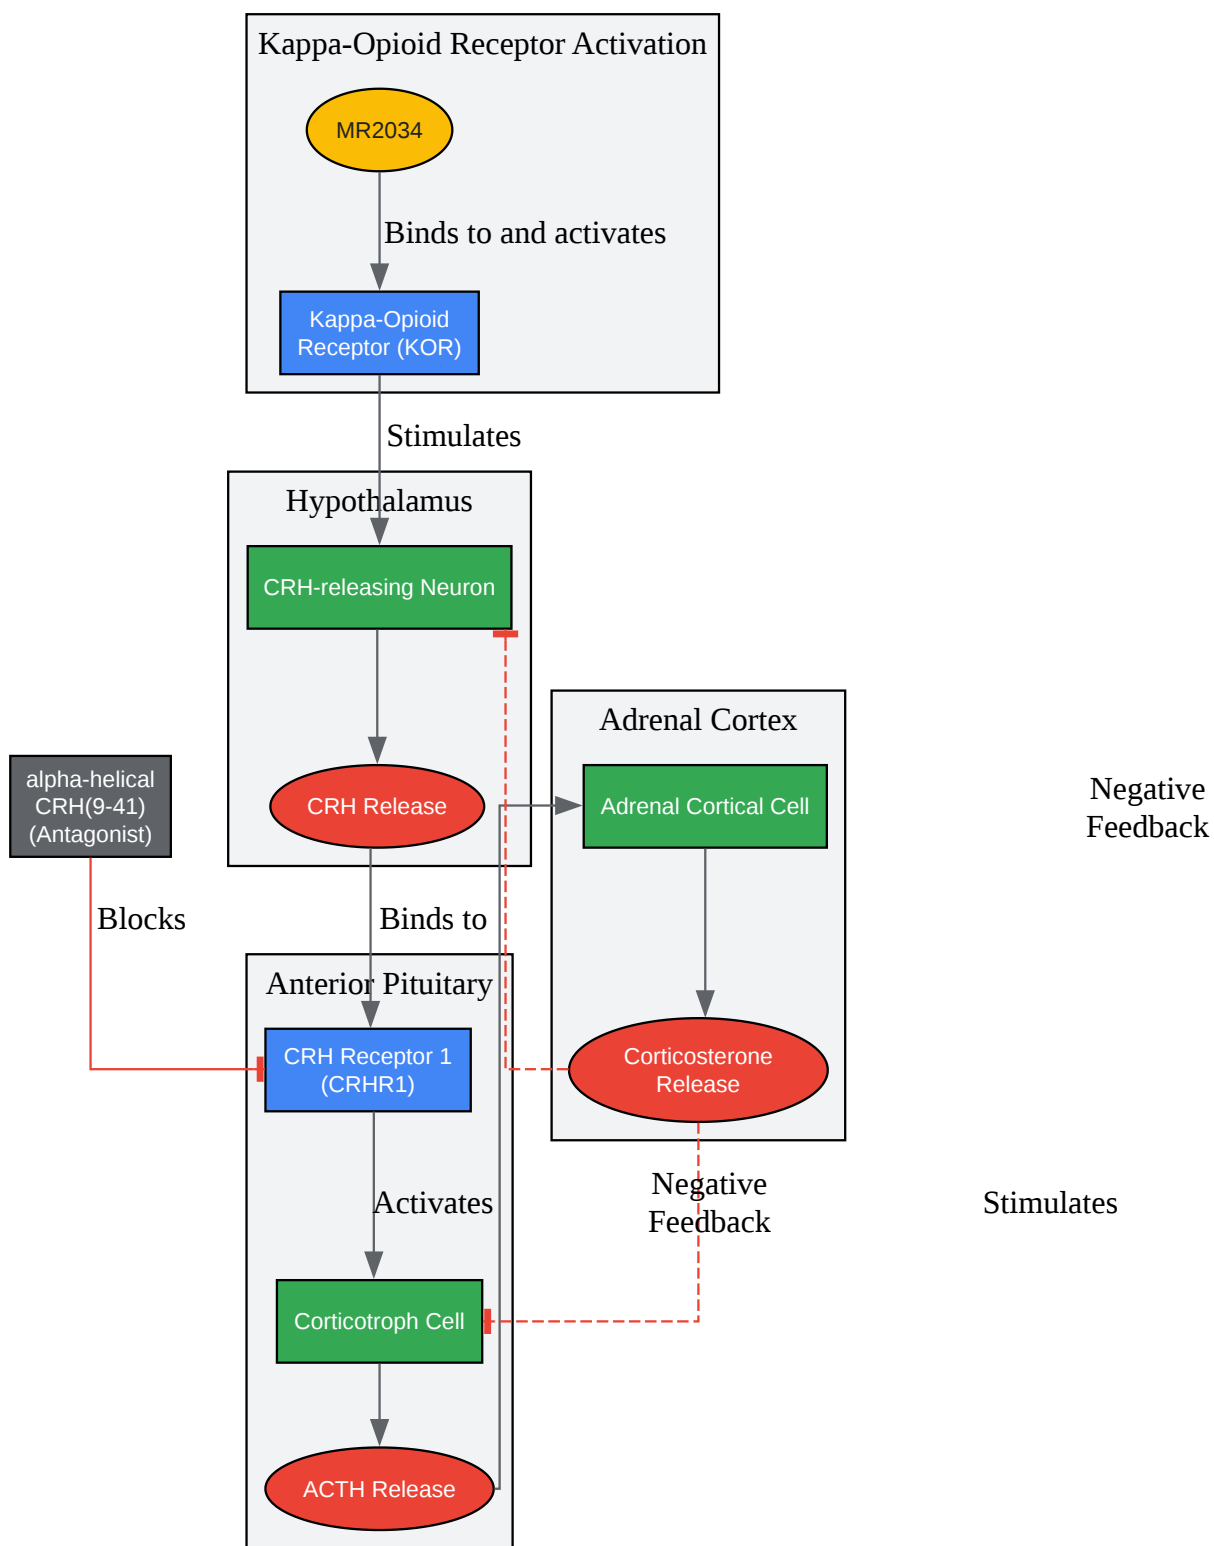 Kappa-Opioid Receptor Activation
MR2034
Binds to and activates
Kappa-Opioid
Receptor (KOR)
Stimulates
Hypothalamus
CRH-releasing Neuron
Adrenal Cortex
alpha-helical
CRH(9-41)
(Antagonist)
CRH Release
Adrenal Cortical Cell
Negative
Feedback
Blocks
Binds to
Anterior Pituitary
CRH Receptor 1
(CRHR1)
Corticosterone
Release
Activates
Negative
Feedback
Stimulates
Corticotroph Cell
ACTH Release